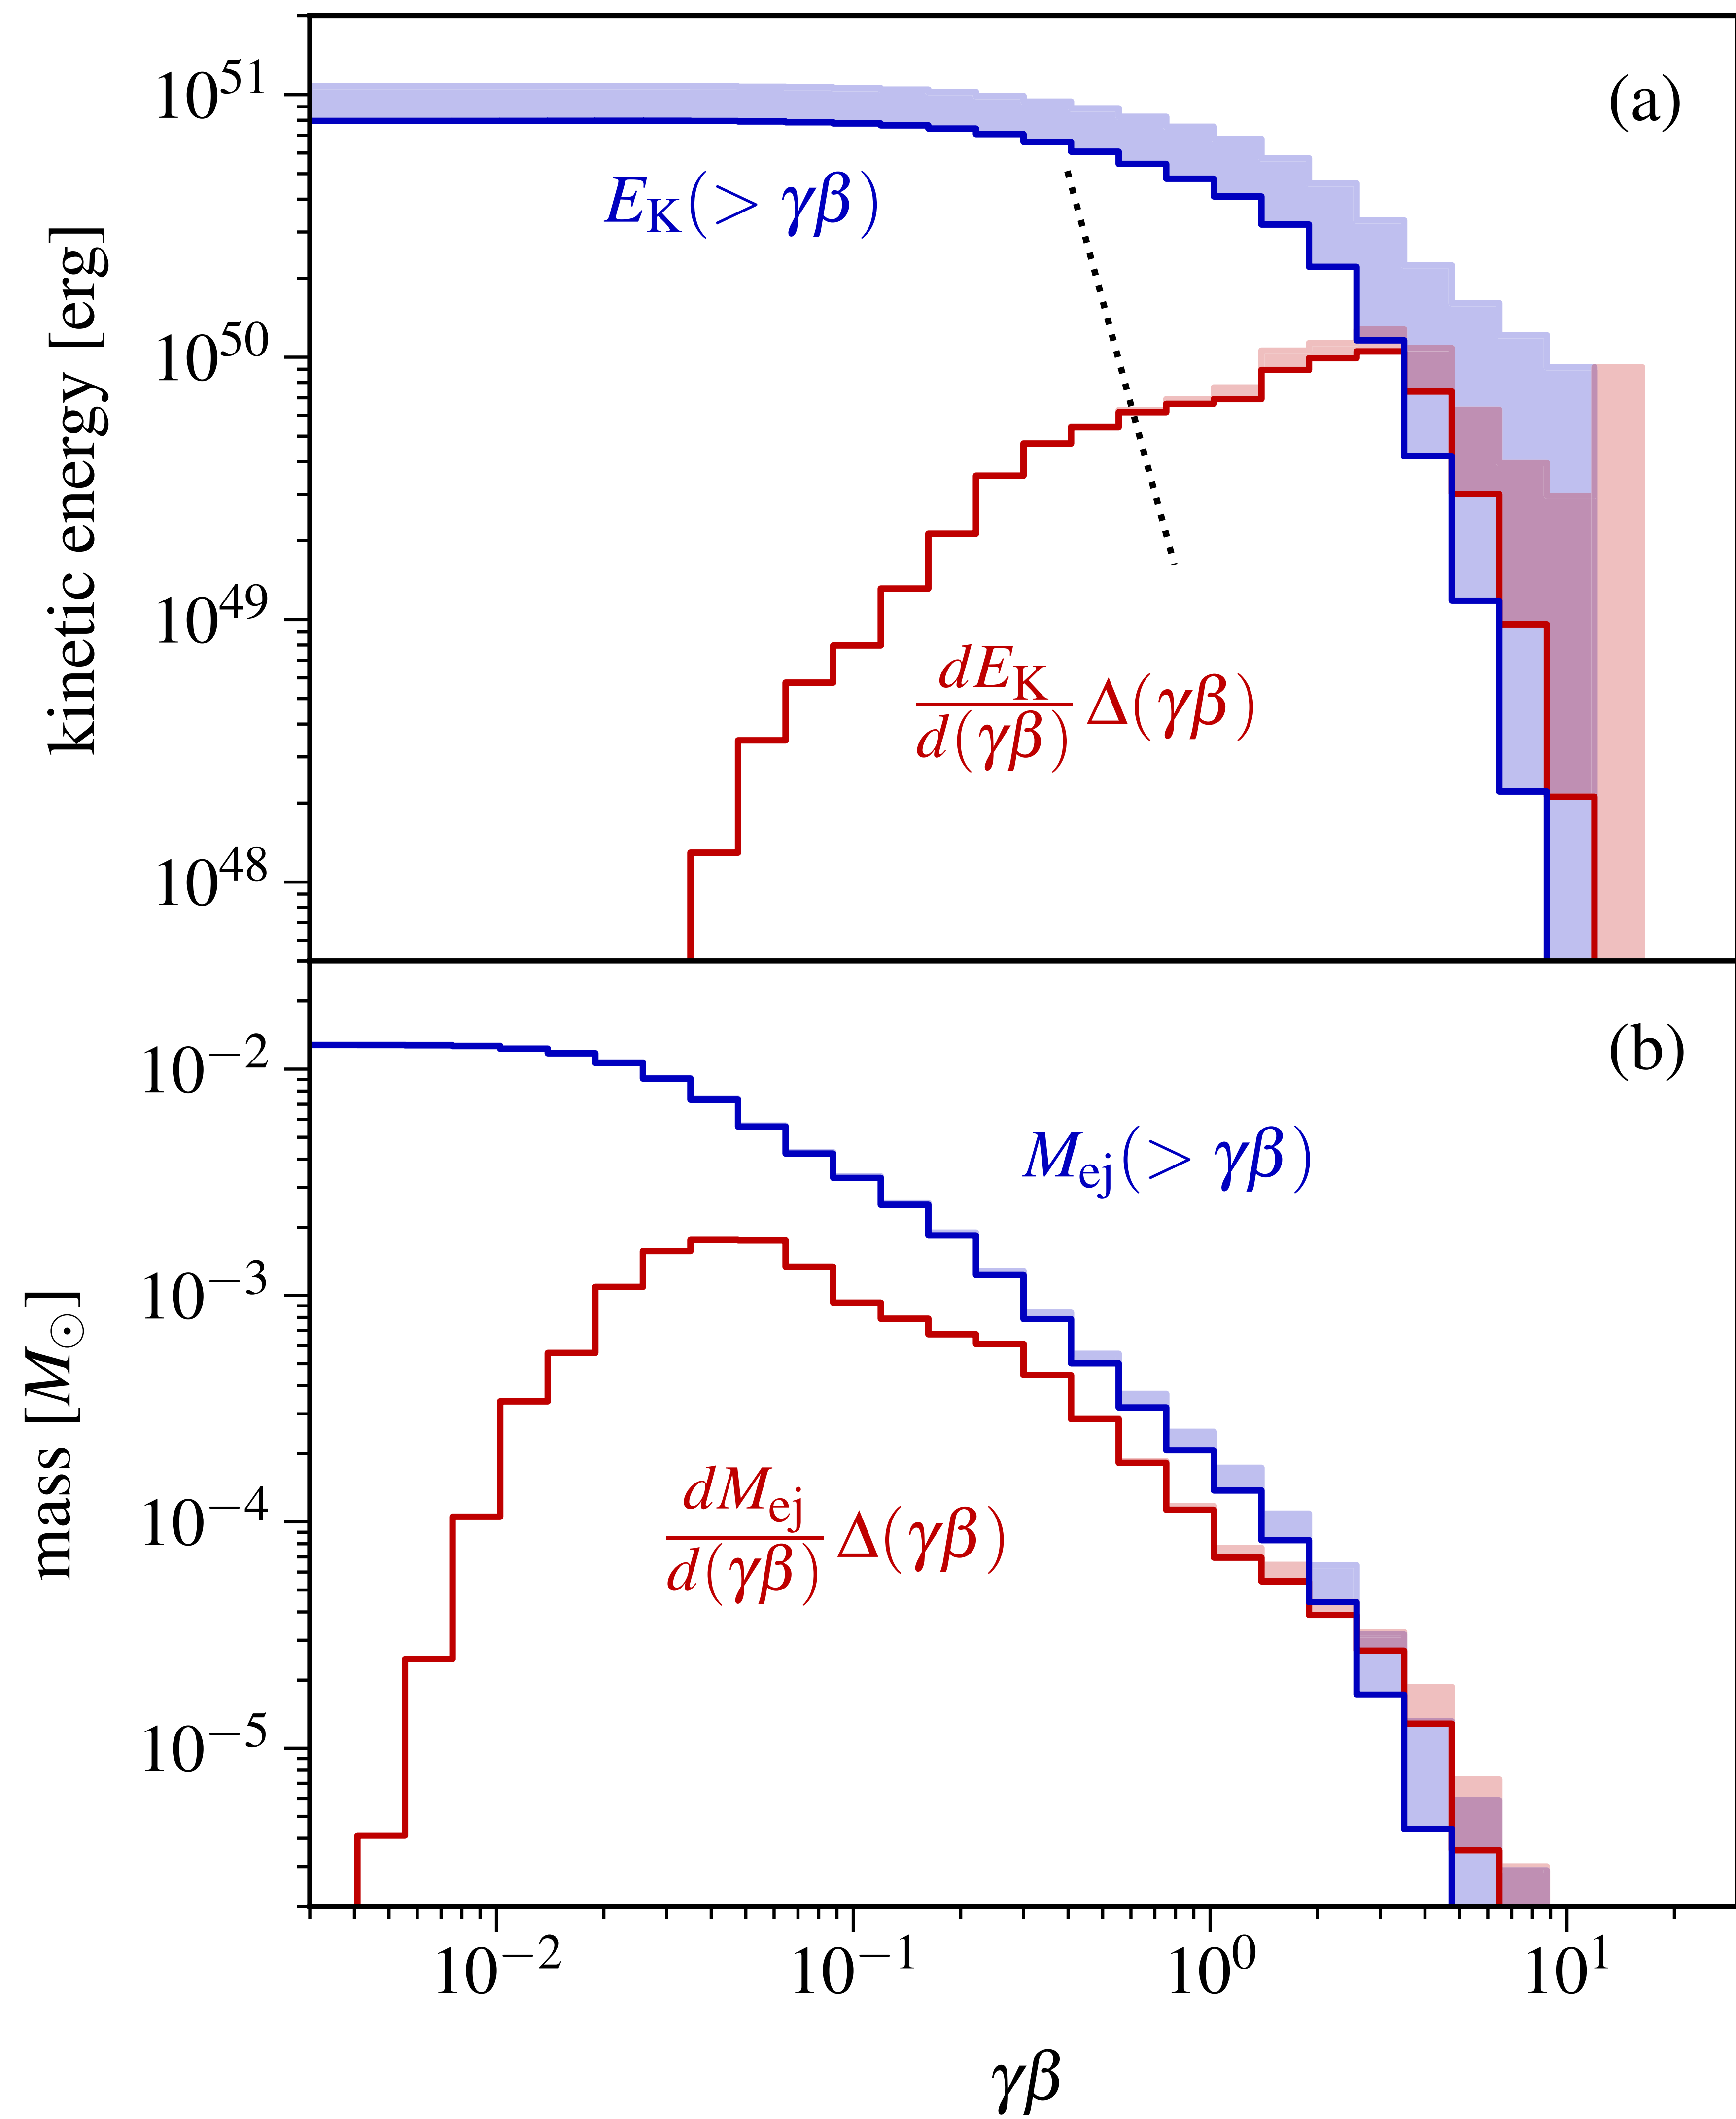 (a)
10^51
10^50
10^49
10^48
kinetic energy [erg]
E_K(> γβ)
dE_K
d(γβ)
Δ(γβ)
(b)
10^−2
10^−3
10^−4
10^−5
mass [M_⊙]
M_ej(> γβ)
dM_ej
d(γβ)
Δ(γβ)
10^−2 10^−1 10^0 10^1
γβ